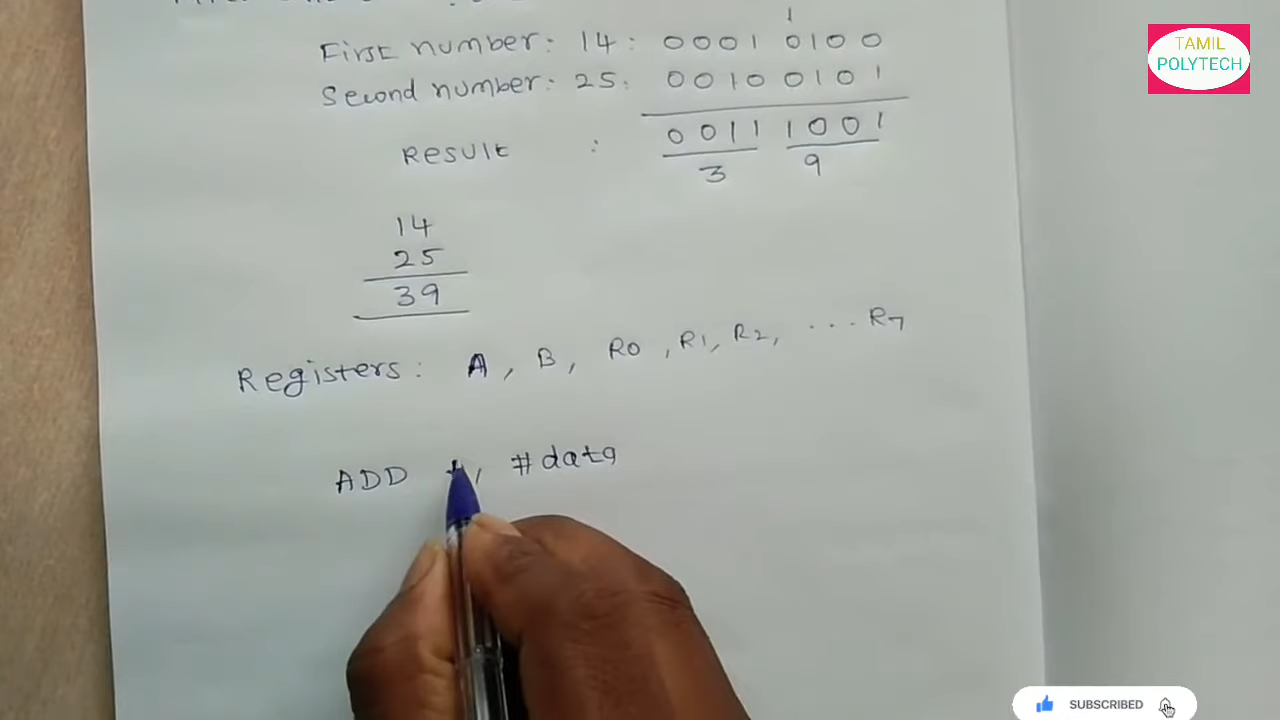 First number: 14: 0001 0100
1
Second number: 25: 0010 0101
Result : 0011 1001
3 9
14
25
39
Registers: A, B, R0, R1, R2, ... R7
ADD , #data
TAMIL
POLYTECH
SUBSCRIBED